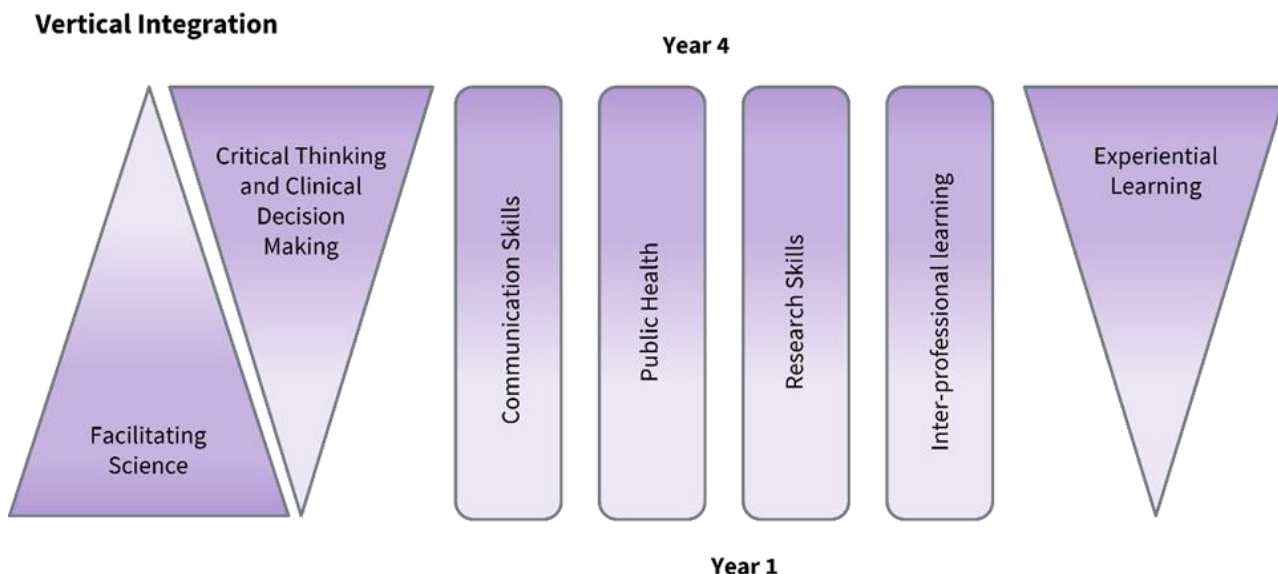 Vertical Integration
Year 4
Critical Thinking
and Clinical
Decision
Making
Facilitating
Science
Communication Skills
Public Health
Research Skills
Inter-professional learning
Experiential
Learning
Year 1